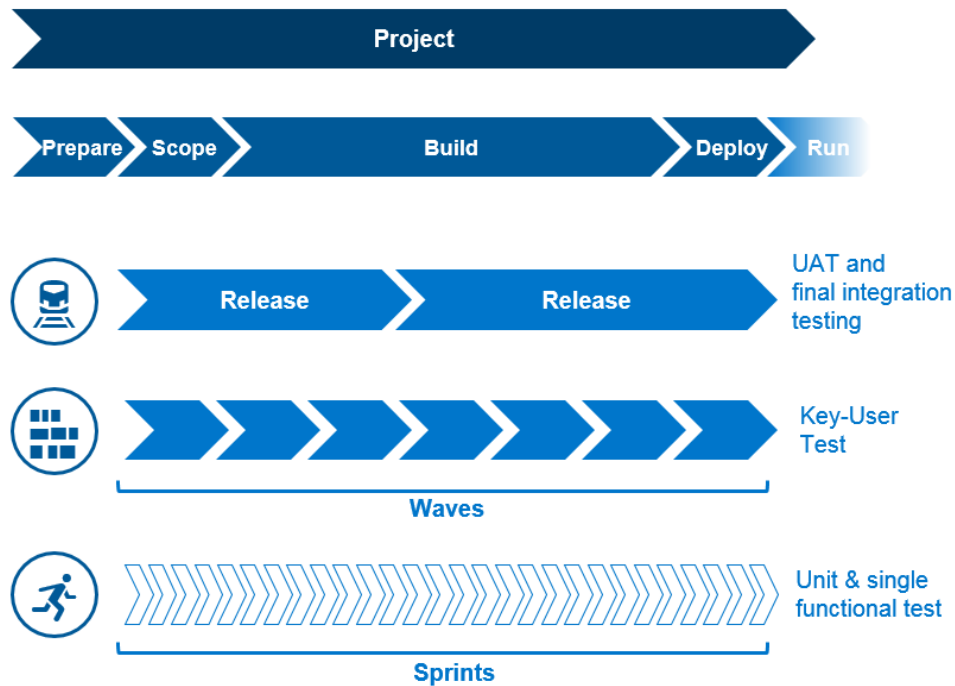 Project
Prepare
Scope
Build
Deploy
Run
Release
Release
UAT and
final integration
testing
Key-User
Test
Waves
Unit & single
functional test
Sprints